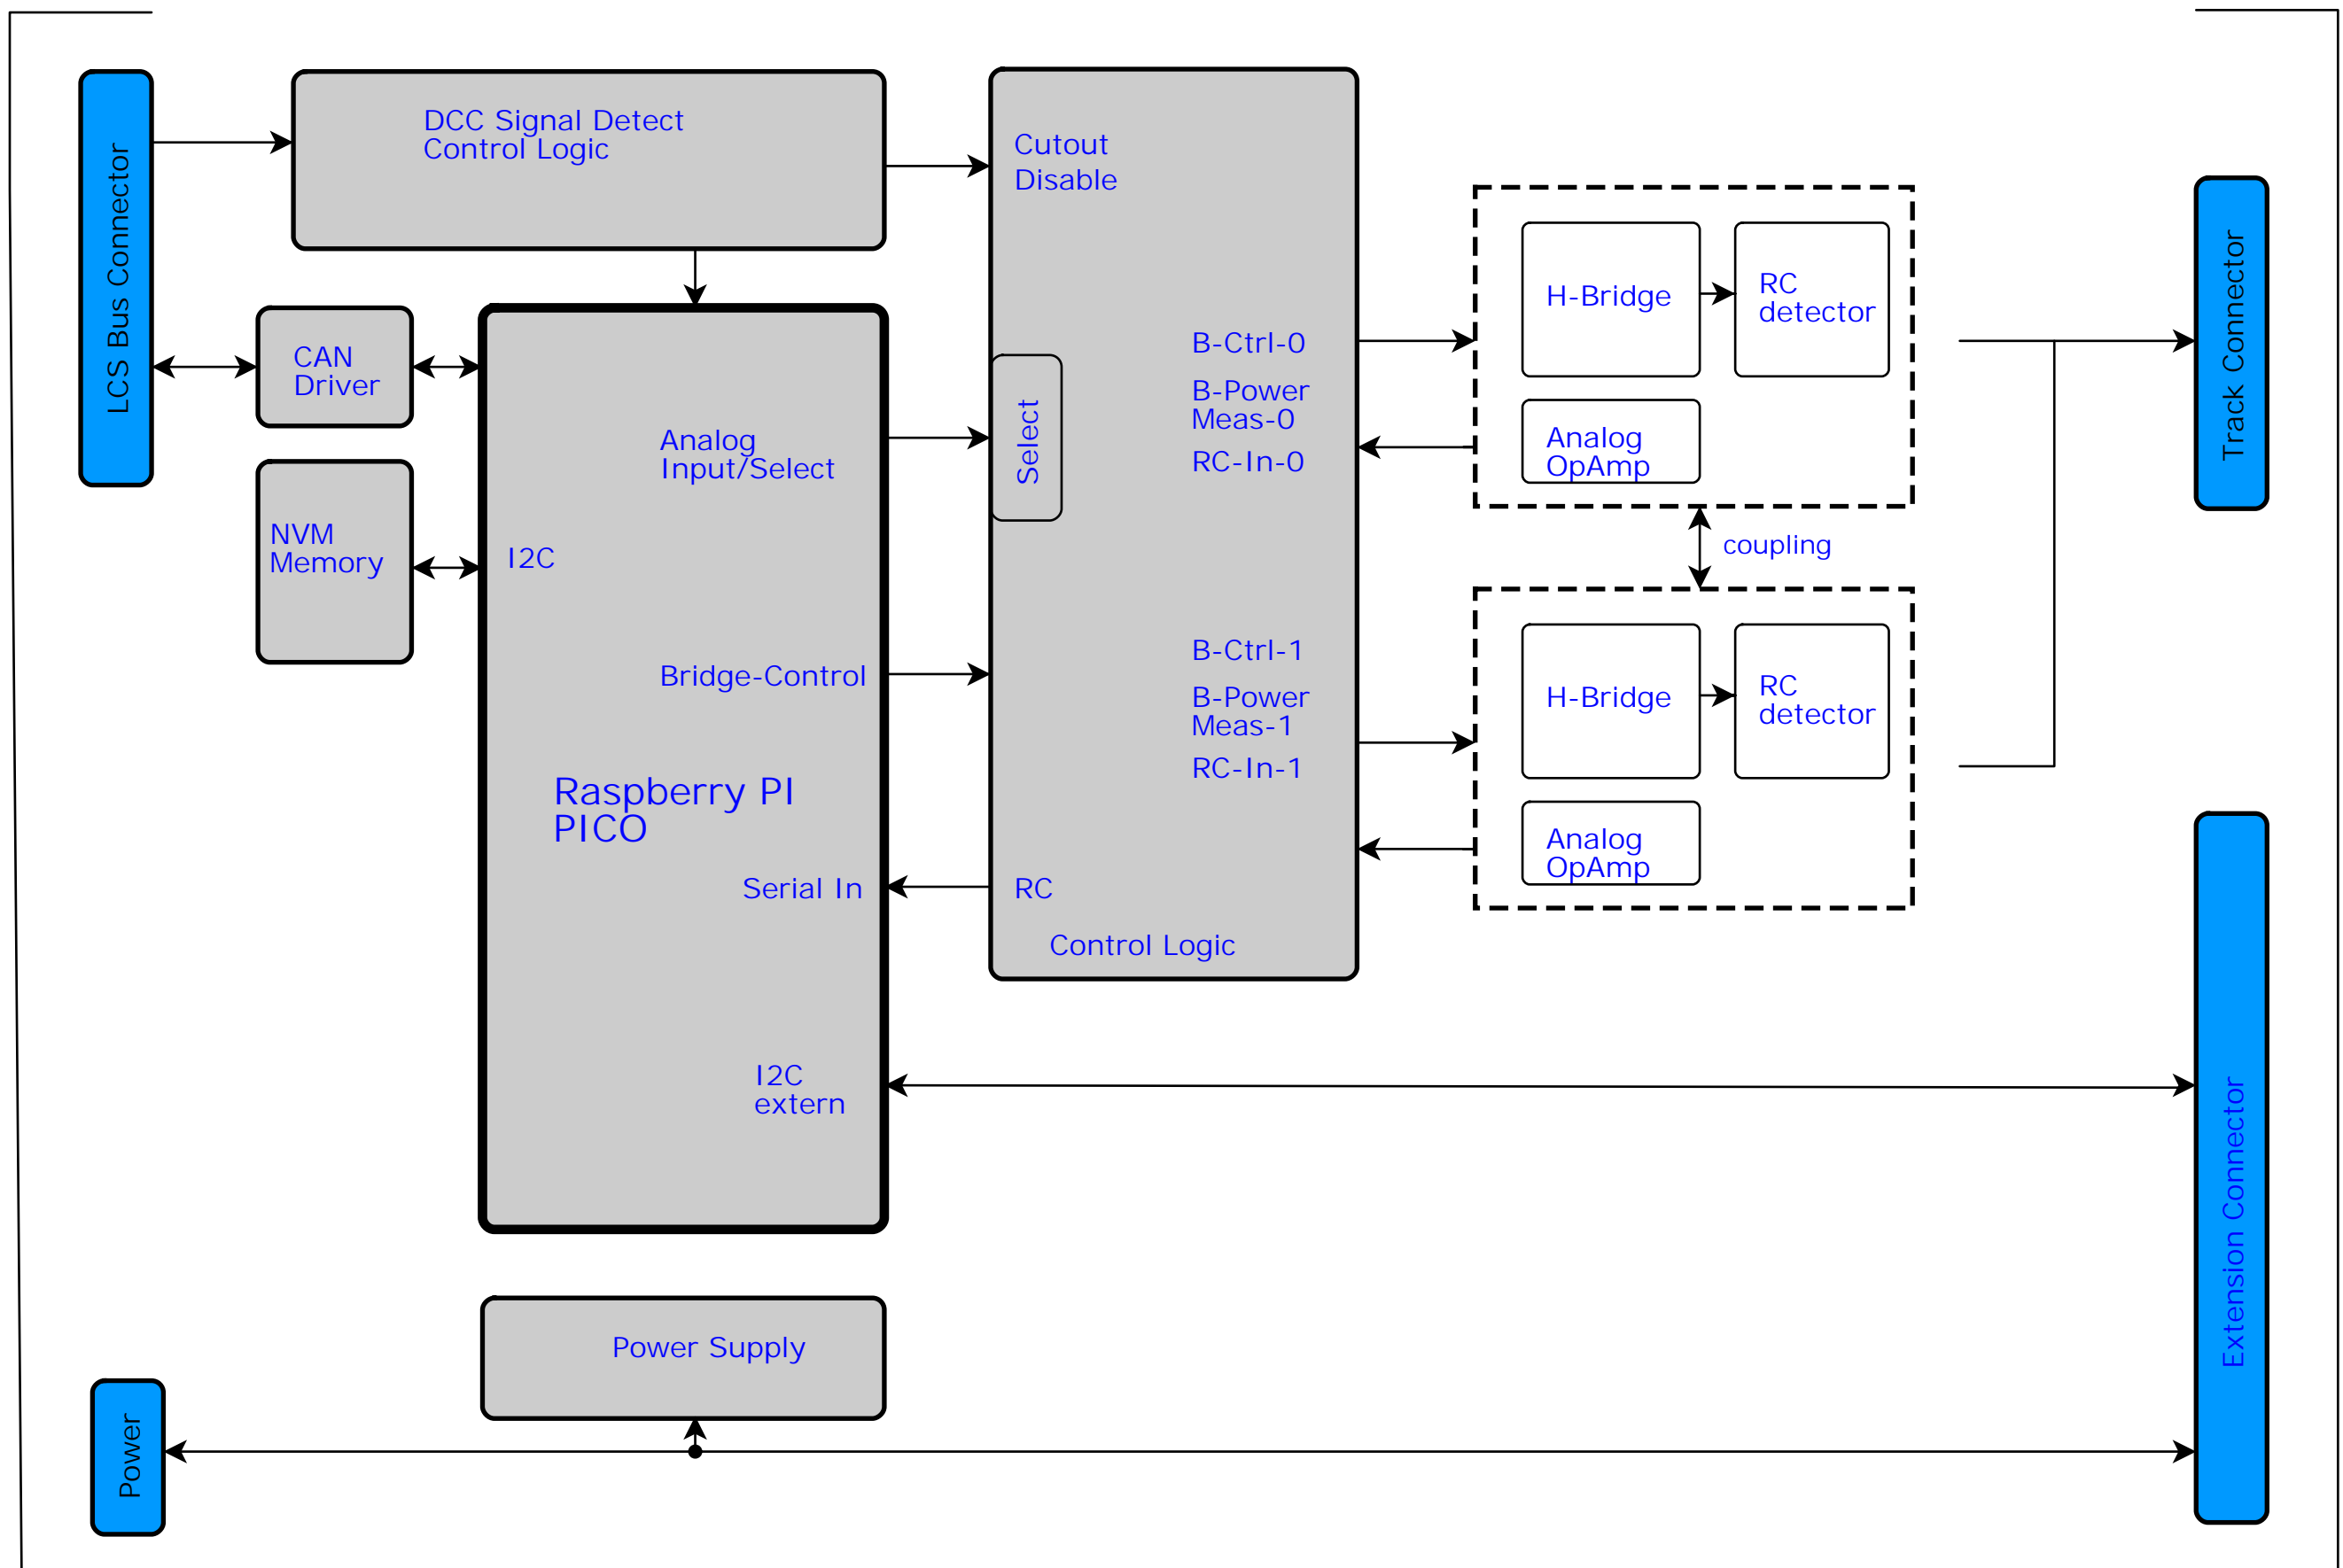 LCS Bus Connector
DCC Signal Detect
Control Logic
CAN
Driver
NVM
Memory
I2C
Analog
Input/Select
Bridge-Control
Raspberry PI
PICO
Serial In
I2C
extern
Cutout
Disable
Select
B-Ctrl-0
B-Power
Meas-0
RC-In-0
B-Ctrl-1
B-Power
Meas-1
RC-In-1
RC
Control Logic
H-Bridge
RC
detector
Analog
OpAmp
coupling
H-Bridge
RC
detector
Analog
OpAmp
Track Connector
Extension Connector
Power Supply
Power